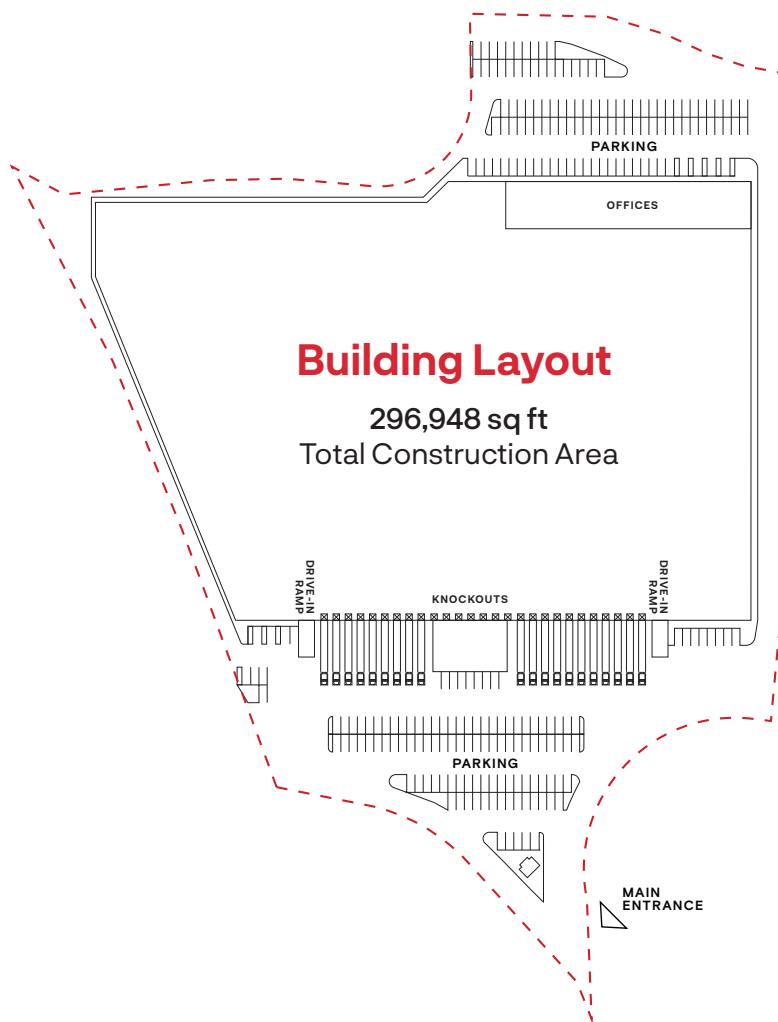 PARKING
OFFICES
Building Layout
296,948 sq ft
Total Construction Area
DRIVE-IN
RAMP
KNOCKOUTS
DRIVE-IN
RAMP
PARKING
MAIN
ENTRANCE